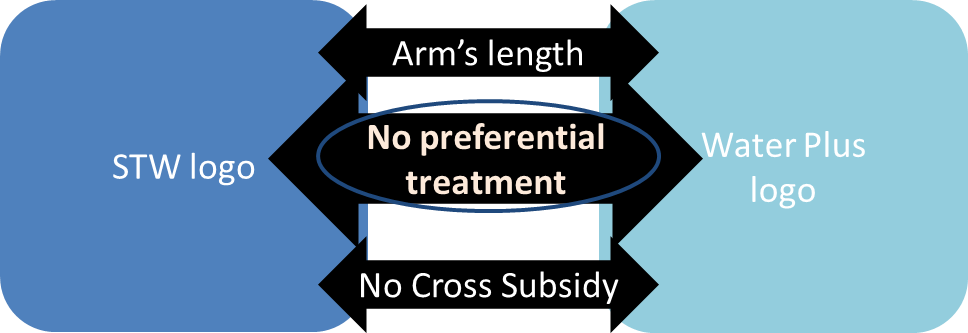 Arm’s length
No preferential
treatment
STW logo
Water Plus
logo
No Cross Subsidy